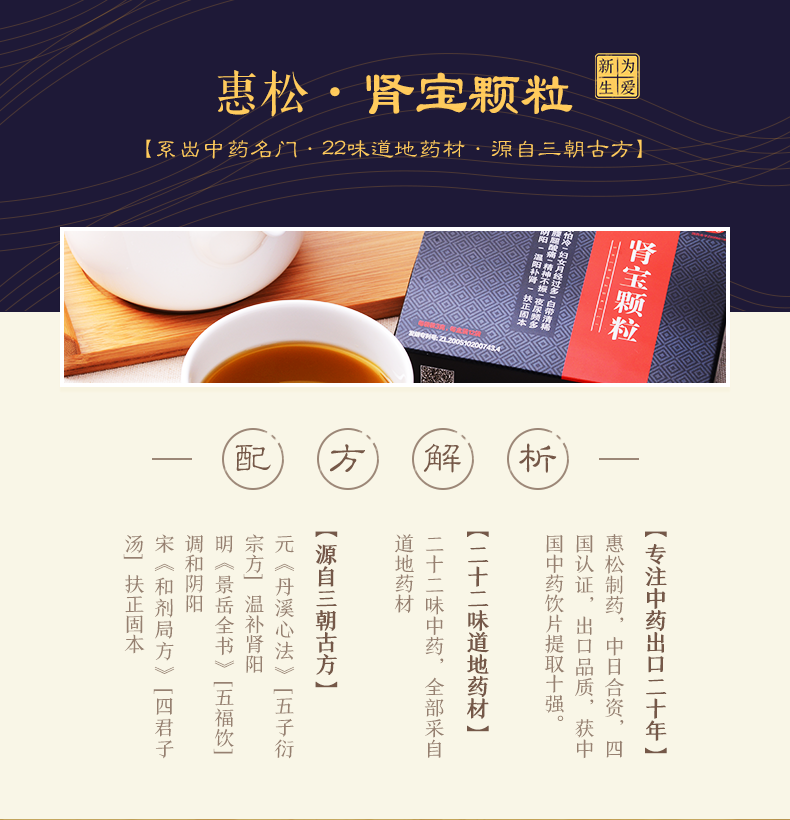 惠松·肾宝颗粒
新生
为爱
【系出中药名门·22味道地药材·源自三朝古方】
肾宝颗粒
怕冷 | 妇女月经过多 | 白带清稀
腰腿酸痛 | 精神不振 | 夜尿频多
阴阳 | 温阳补肾 | 扶正固本
发明专利号: ZL200510200743.4
配方解析
【专注中药出口二十年】
惠松制药，中日合资，四
国认证，出口品质，获中
国中药饮片提取十强。
【二十二味道地药材】
二十二味中药，全部采自
道地药材
【源自三朝古方】
元《丹溪心法》[五子衍
宗方] 温补肾阳
明《景岳全书》[五福饮]
调和阴阳
宋《和剂局方》[四君子
汤] 扶正固本